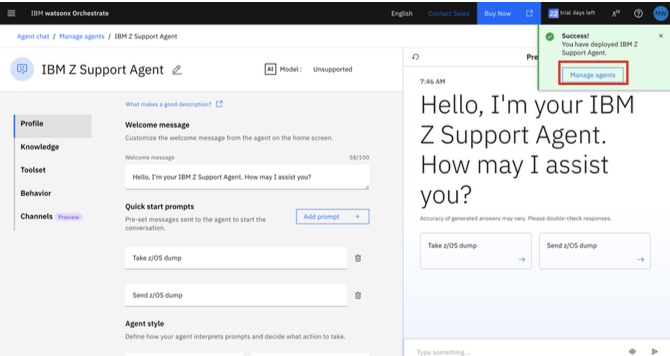 IBM watsonx Orchestrate
English
Contact Sales
Buy Now
22 trial days left
MW
Agent chat / Manage agents / IBM Z Support Agent
IBM Z Support Agent
AI Model : Unsupported
What makes a good description?
Profile
Knowledge
Toolset
Behavior
Channels Preview
Welcome message
Customize the welcome message from the agent on the home screen.
Welcome message 58/100
Hello, I'm your IBM Z Support Agent. How may I assist you?
Quick start prompts
Pre-set messages sent to the agent to start the
conversation.
Add prompt +
Take z/OS dump
Send z/OS dump
Agent style
Define how your agent interprets prompts and decide what action to take.
Pre
Success!
You have deployed IBM Z
Support Agent.
Manage agents
7:46 AM
Hello, I'm your IBM
Z Support Agent.
How may I assist
you?
Accuracy of generated answers may vary. Please double-check responses.
Take z/OS dump
Send z/OS dump
Type something...